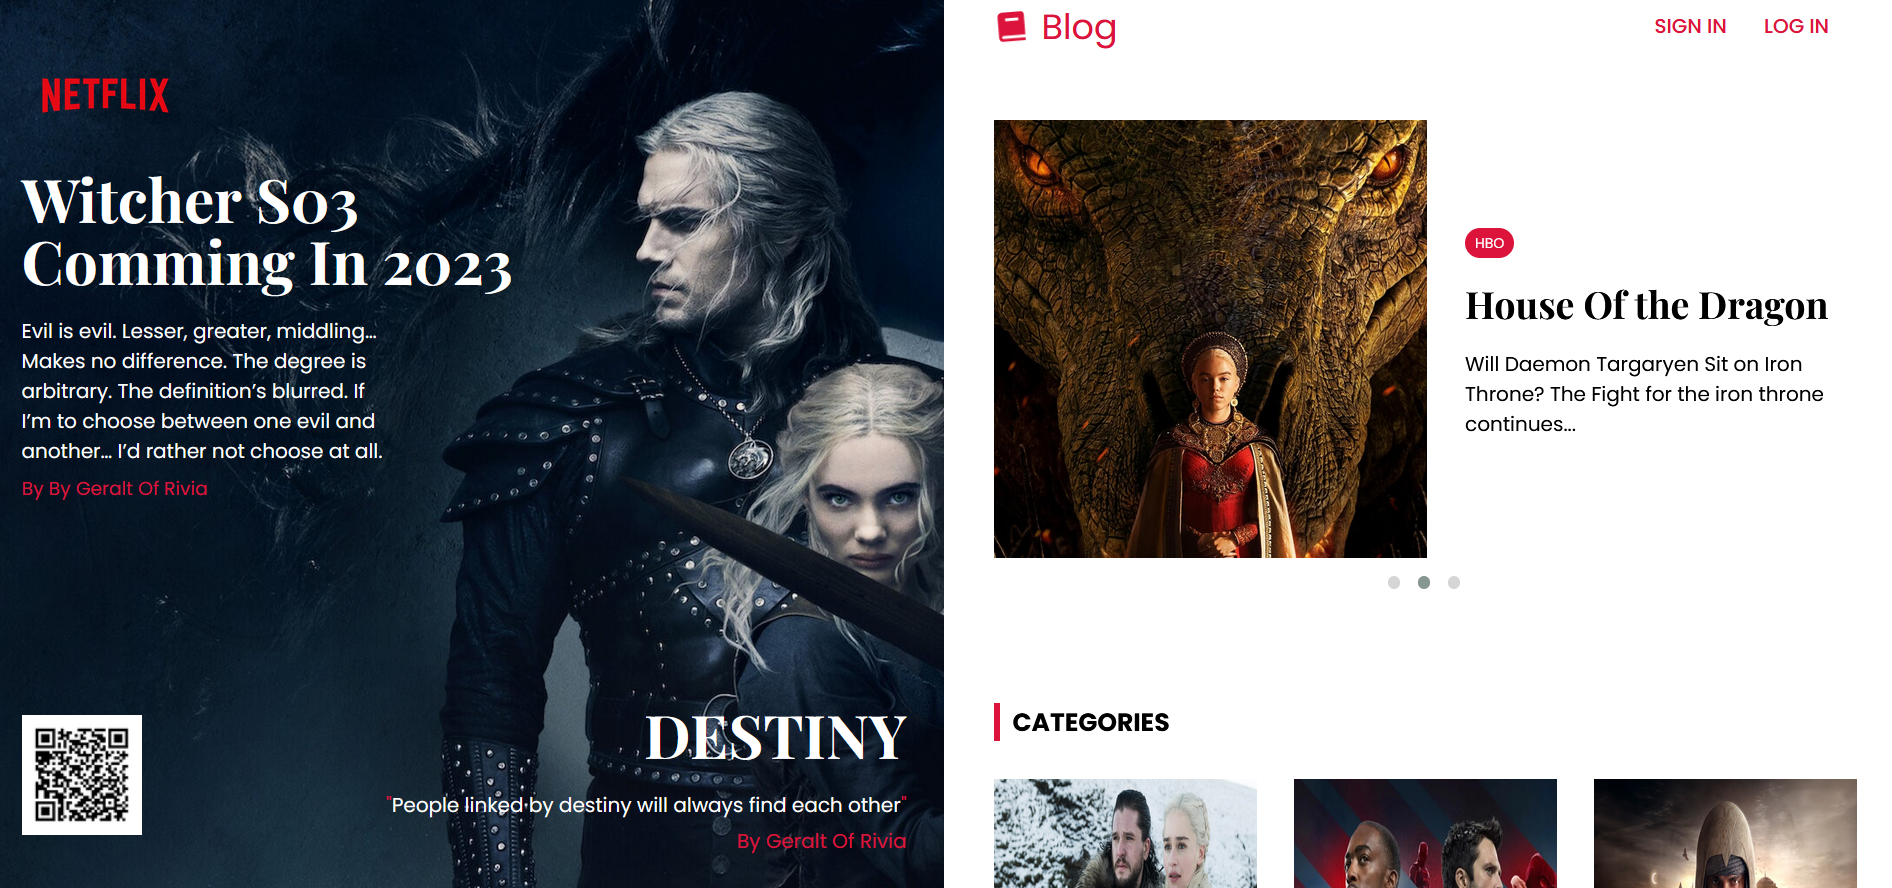 NETFLIX
Witcher S03
Comming In 2023
Evil is evil. Lesser, greater, middling...
Makes no difference. The degree is
arbitrary. The definition’s blurred. If
I’m to choose between one evil and
another... I’d rather not choose at all.
By By Geralt Of Rivia
DESTINY
"People linked by destiny will always find each other"
By Geralt Of Rivia
Blog
SIGN IN
LOG IN
HBO
House Of the Dragon
Will Daemon Targaryen Sit on Iron
Throne? The Fight for the iron throne
continues...
CATEGORIES